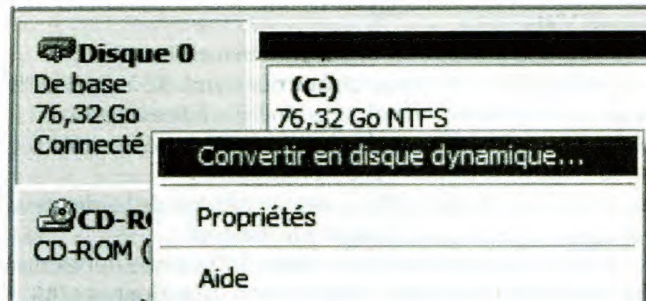 Disque 0
De base
76,32 Go
Connecté
(C:)
76,32 Go NTFS
Convertir en disque dynamique...
Propriétés
Aide
CD-RO
CD-ROM (